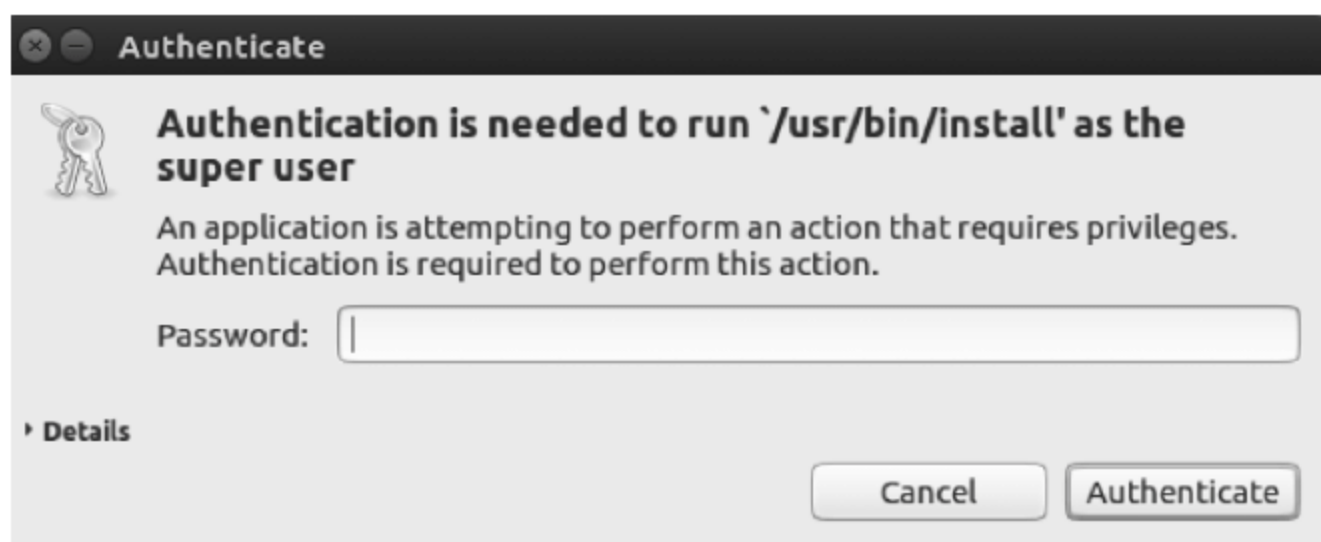 Authenticate
Authentication is needed to run `/usr/bin/install' as the
super user
An application is attempting to perform an action that requires privileges.
Authentication is required to perform this action.
Password:
Details
Cancel
Authenticate